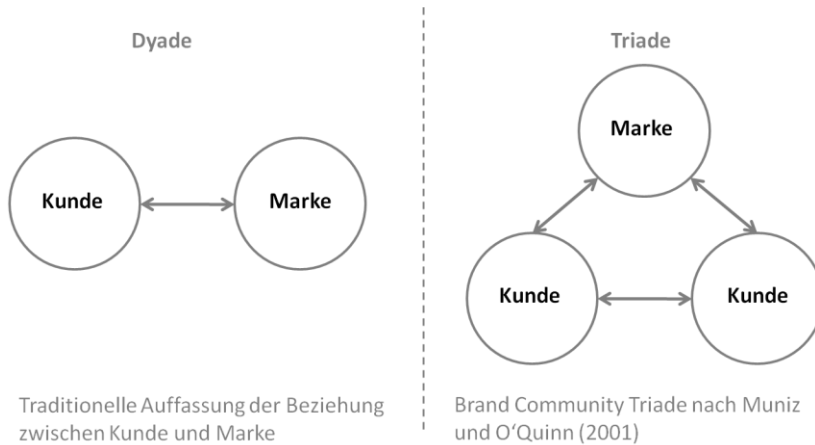 Dyade
Kunde
Marke
Traditionelle Auffassung der Beziehung
zwischen Kunde und Marke
Triade
Marke
Kunde
Kunde
Brand Community Triade nach Muniz
und O‘Quinn (2001)